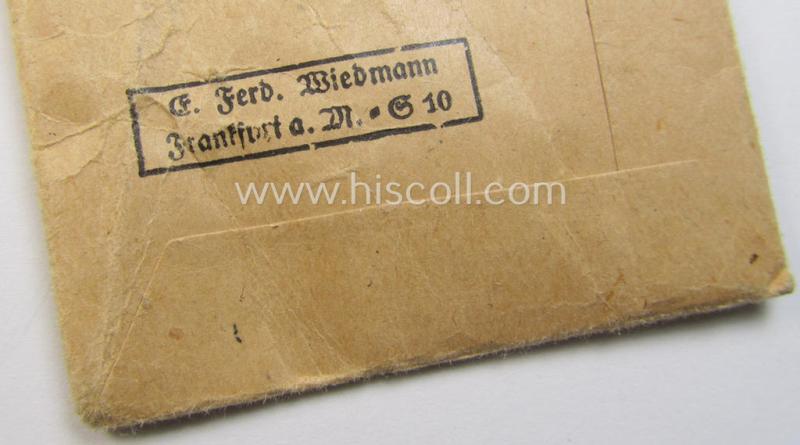 E. Ferd. Wiedmann
Frankfurt a. M. - S 10
www.hiscoll.com